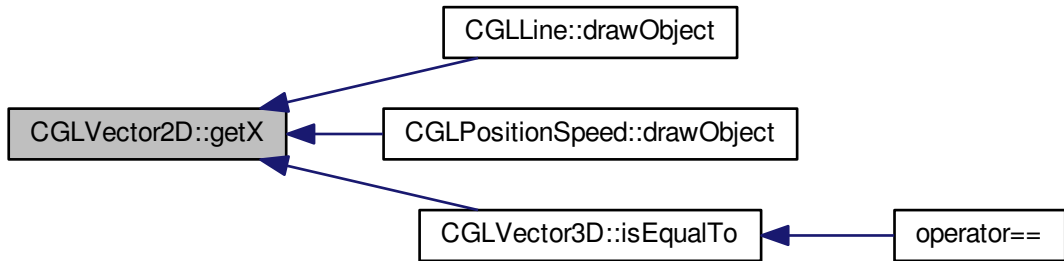 CGLLine::drawObject
CGLVector2D::getX
CGLPositionSpeed::drawObject
CGLVector3D::isEqualTo
operator==